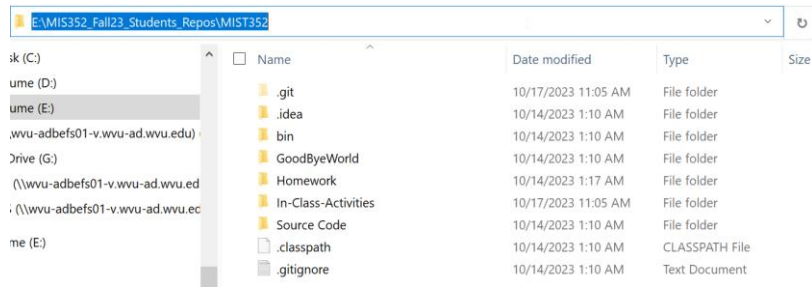 E:\MIS352_Fall23_Students_Repos\MIST352
sk (C:)
ume (D:)
ume (E:)
.wvu-adbefs01-v.wvu-ad.wvu.edu)
Drive (G:)
(\\wvu-adbefs01-v.wvu-ad.wvu.ed
(\\wvu-adbefs01-v.wvu-ad.wvu.ed
me (E:)
Name Date modified Type Size
.git 10/17/2023 11:05 AM File folder
.idea 10/14/2023 1:10 AM File folder
bin 10/14/2023 1:10 AM File folder
GoodByeWorld 10/14/2023 1:10 AM File folder
Homework 10/14/2023 1:17 AM File folder
In-Class-Activities 10/17/2023 11:05 AM File folder
Source Code 10/14/2023 1:10 AM File folder
.classpath 10/14/2023 1:10 AM CLASSPATH File
.gitignore 10/14/2023 1:10 AM Text Document